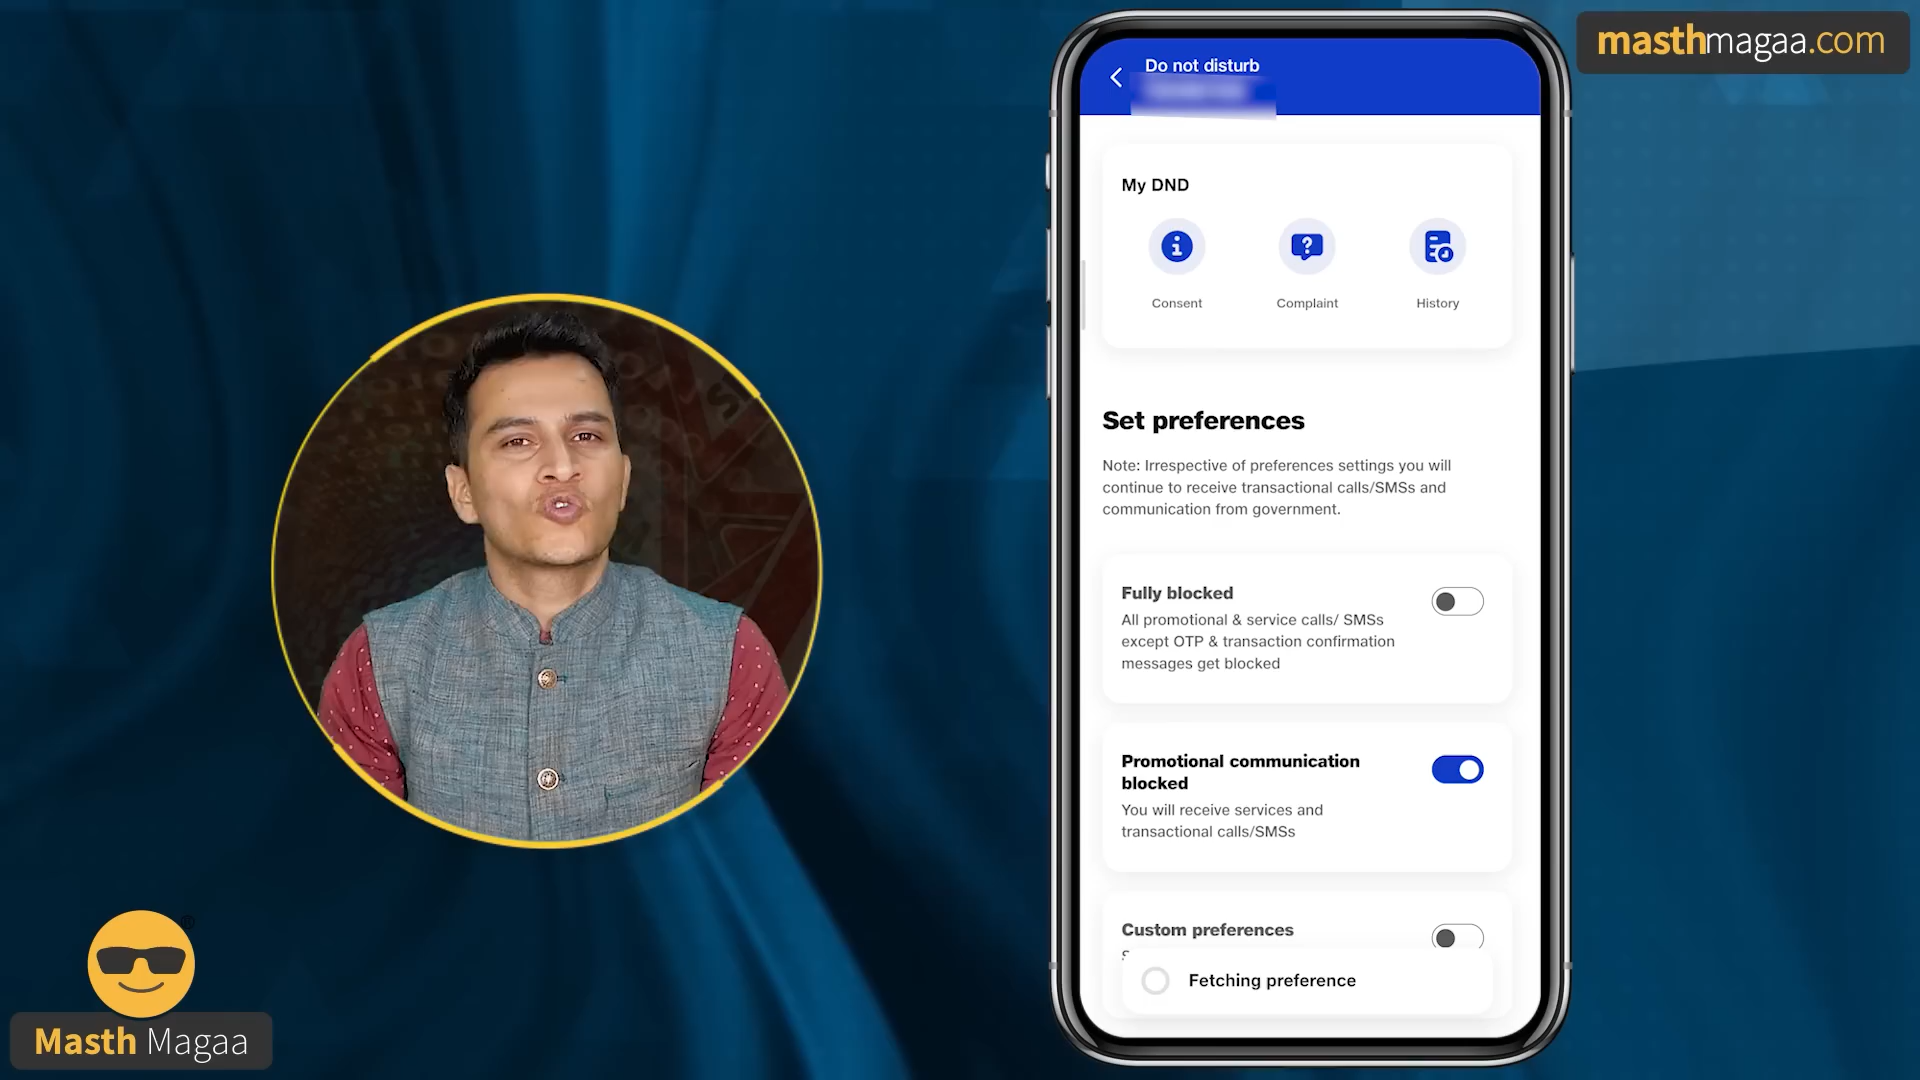 masthmagaa.com
Do not disturb
My DND
Consent
Complaint
History
Set preferences
Note: Irrespective of preferences settings you will
continue to receive transactional calls/SMSs and
communication from government.
Fully blocked
All promotional & service calls/ SMSs
except OTP & transaction confirmation
messages get blocked
Promotional communication
blocked
You will receive services and
transactional calls/SMSs
Custom preferences
Fetching preference
®
Masth Magaa